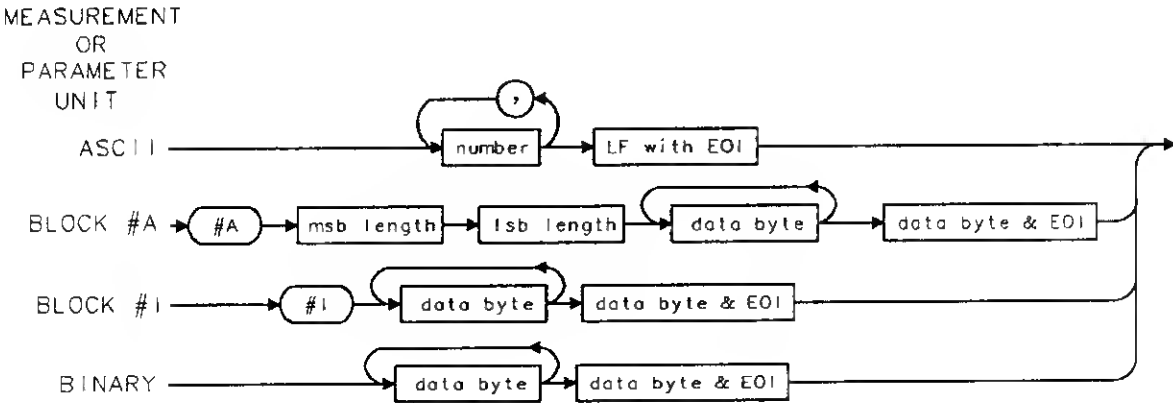 MEASUREMENT
OR
PARAMETER
UNIT
,
ASCII number LF with EOI
BLOCK #A #A msb length lsb length data byte data byte & EOI
BLOCK #I #I data byte data byte & EOI
BINARY data byte data byte & EOI